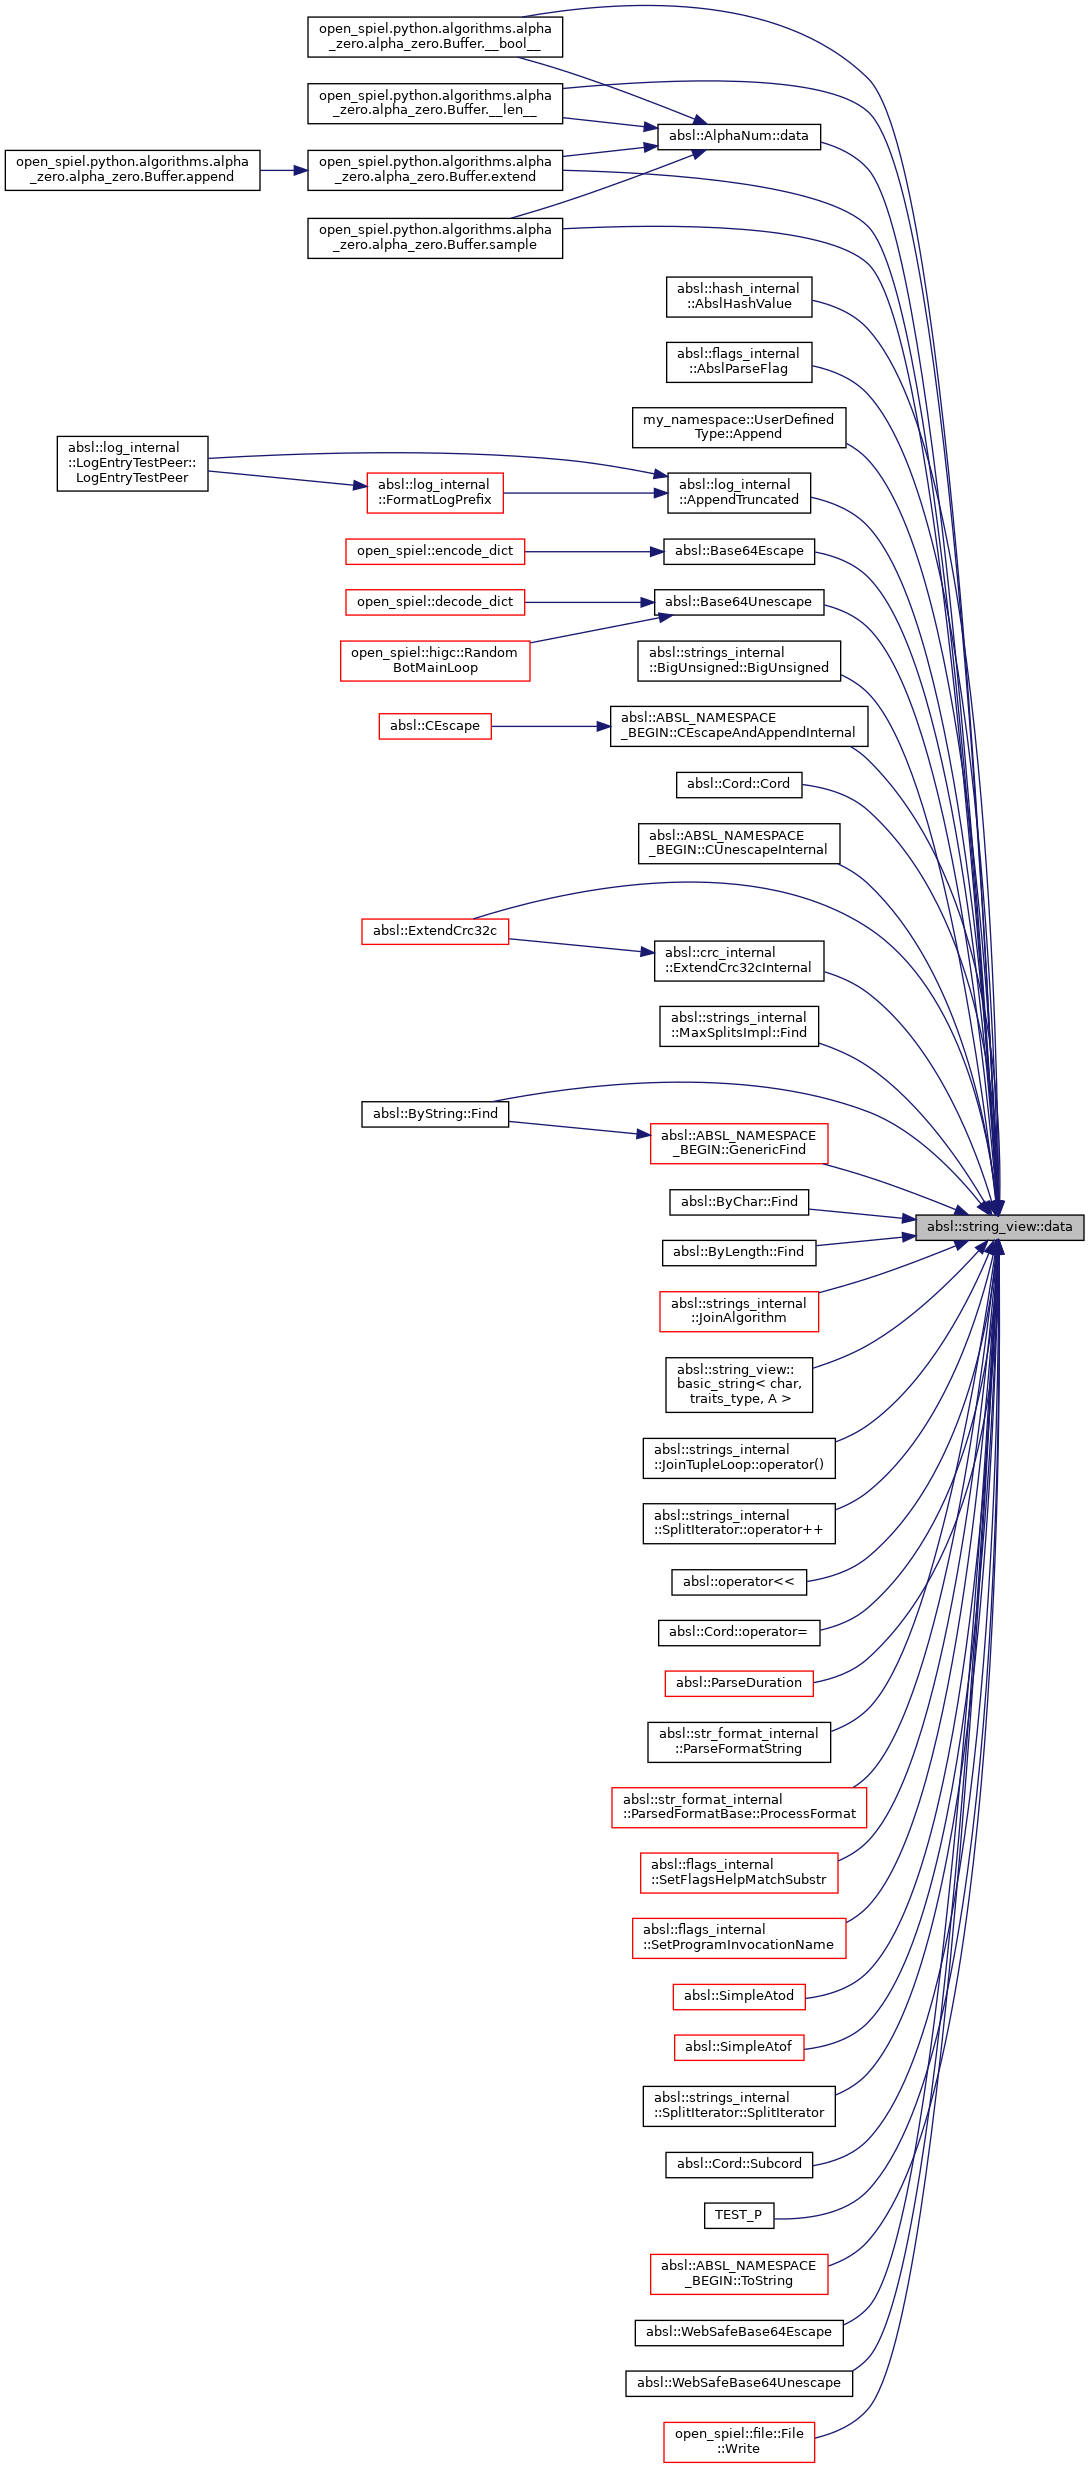 open_spiel.python.algorithms.alpha
_zero.alpha_zero.Buffer.__bool__
open_spiel.python.algorithms.alpha
_zero.alpha_zero.Buffer.__len__
absl::AlphaNum::data
open_spiel.python.algorithms.alpha
_zero.alpha_zero.Buffer.append
open_spiel.python.algorithms.alpha
_zero.alpha_zero.Buffer.extend
open_spiel.python.algorithms.alpha
_zero.alpha_zero.Buffer.sample
absl::hash_internal
::AbslHashValue
absl::flags_internal
::AbslParseFlag
my_namespace::UserDefined
Type::Append
absl::log_internal
::LogEntryTestPeer::
LogEntryTestPeer
absl::log_internal
::FormatLogPrefix
absl::log_internal
::AppendTruncated
open_spiel::encode_dict
absl::Base64Escape
open_spiel::decode_dict
absl::Base64Unescape
open_spiel::higc::Random
BotMainLoop
absl::strings_internal
::BigUnsigned::BigUnsigned
absl::CEscape
absl::ABSL_NAMESPACE
_BEGIN::CEscapeAndAppendInternal
absl::Cord::Cord
absl::ABSL_NAMESPACE
_BEGIN::CUnescapeInternal
absl::ExtendCrc32c
absl::crc_internal
::ExtendCrc32cInternal
absl::strings_internal
::MaxSplitsImpl::Find
absl::ByString::Find
absl::ABSL_NAMESPACE
_BEGIN::GenericFind
absl::ByChar::Find
absl::string_view::data
absl::ByLength::Find
absl::strings_internal
::JoinAlgorithm
absl::string_view::
basic_string< char,
traits_type, A >
absl::strings_internal
::JoinTupleLoop::operator()
absl::strings_internal
::SplitIterator::operator++
absl::operator<<
absl::Cord::operator=
absl::ParseDuration
absl::str_format_internal
::ParseFormatString
absl::str_format_internal
::ParsedFormatBase::ProcessFormat
absl::flags_internal
::SetFlagsHelpMatchSubstr
absl::flags_internal
::SetProgramInvocationName
absl::SimpleAtod
absl::SimpleAtof
absl::strings_internal
::SplitIterator::SplitIterator
absl::Cord::Subcord
TEST_P
absl::ABSL_NAMESPACE
_BEGIN::ToString
absl::WebSafeBase64Escape
absl::WebSafeBase64Unescape
open_spiel::file::File
::Write